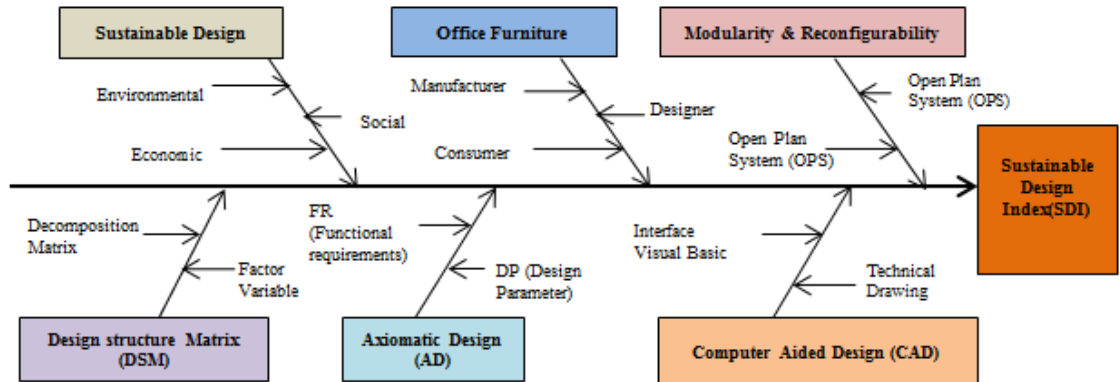 Sustainable Design
Office Furniture
Modularity & Reconfigurability
Environmental
Social
Economic
Manufacturer
Designer
Consumer
Open Plan
System (OPS)
Open Plan
System (OPS)
Sustainable
Design
Index(SDI)
Decomposition
Matrix
Factor
Variable
FR
(Functional
requirements)
DP (Design
Parameter)
Interface
Visual Basic
Technical
Drawing
Design structure Matrix
(DSM)
Axiomatic Design
(AD)
Computer Aided Design (CAD)